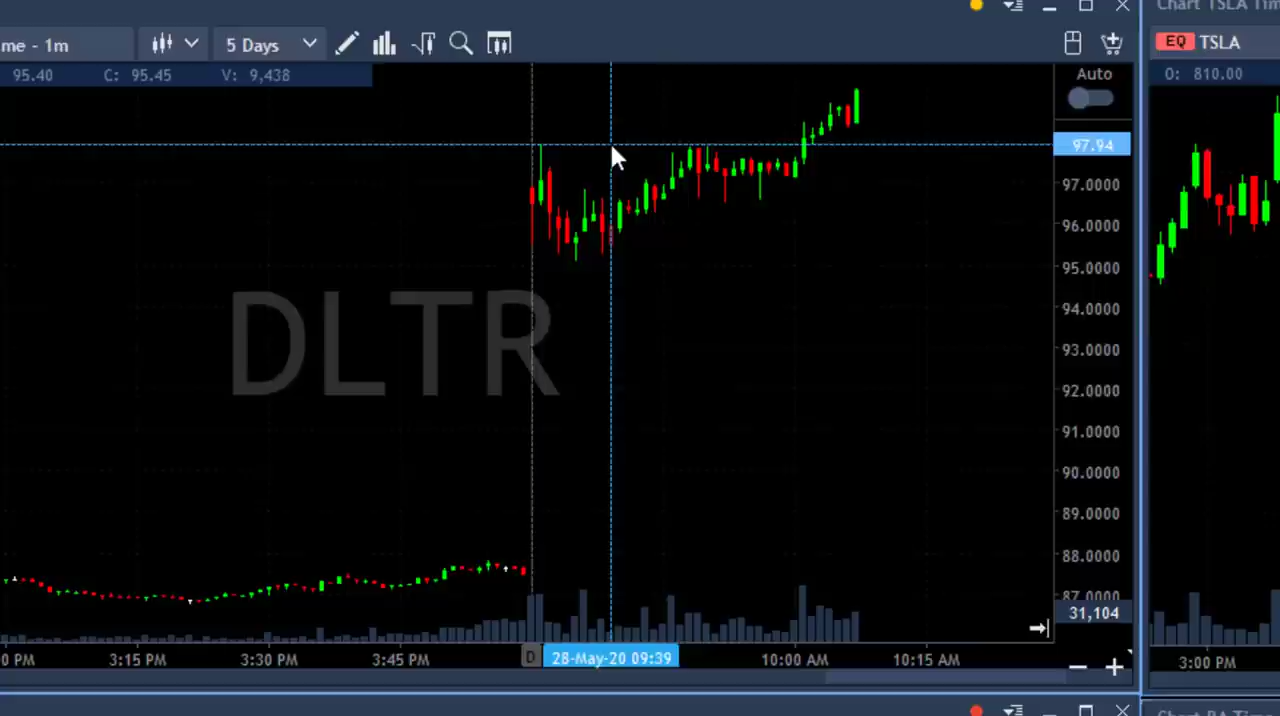 Chart TSLA Tim
me - 1m
5 Days
EQ TSLA
95.40 C: 95.45 V: 9,438
Auto
O: 810.00
97.94
97.0000
96.0000
95.0000
94.0000
93.0000
92.0000
91.0000
90.0000
89.0000
88.0000
87.0000
31,104
DLTR
0 PM
3:15 PM
3:30 PM
3:45 PM
D
28-May-20 09:39
10:00 AM
10:15 AM
3:00 PM